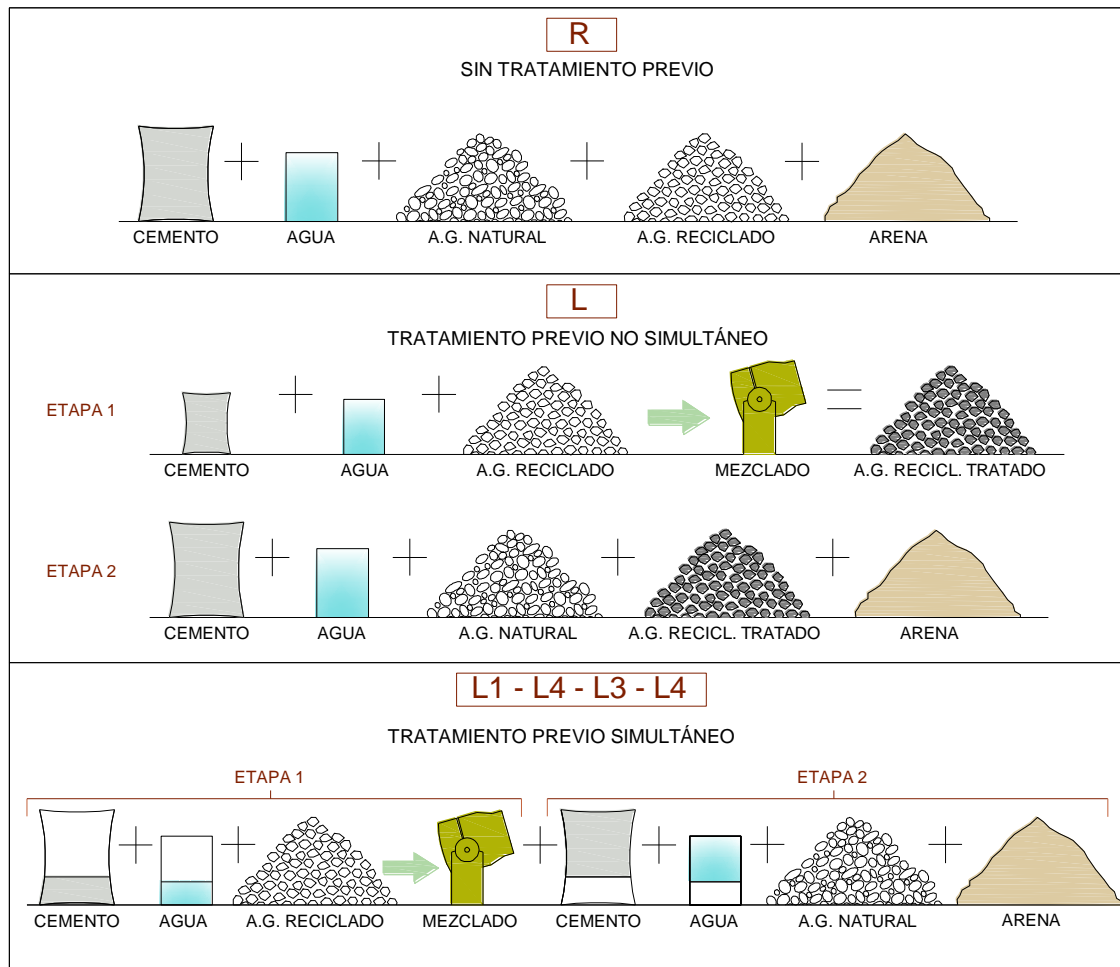 R
SIN TRATAMIENTO PREVIO
CEMENTO AGUA A.G. NATURAL A.G. RECICLADO ARENA
L
TRATAMIENTO PREVIO NO SIMULTÁNEO
ETAPA 1
CEMENTO AGUA A.G. RECICLADO MEZCLADO A.G. RECICL. TRATADO
ETAPA 2
CEMENTO AGUA A.G. NATURAL A.G. RECICL. TRATADO ARENA
L1 - L4 - L3 - L4
TRATAMIENTO PREVIO SIMULTÁNEO
ETAPA 1 ETAPA 2
CEMENTO AGUA A.G. RECICLADO MEZCLADO CEMENTO AGUA A.G. NATURAL ARENA